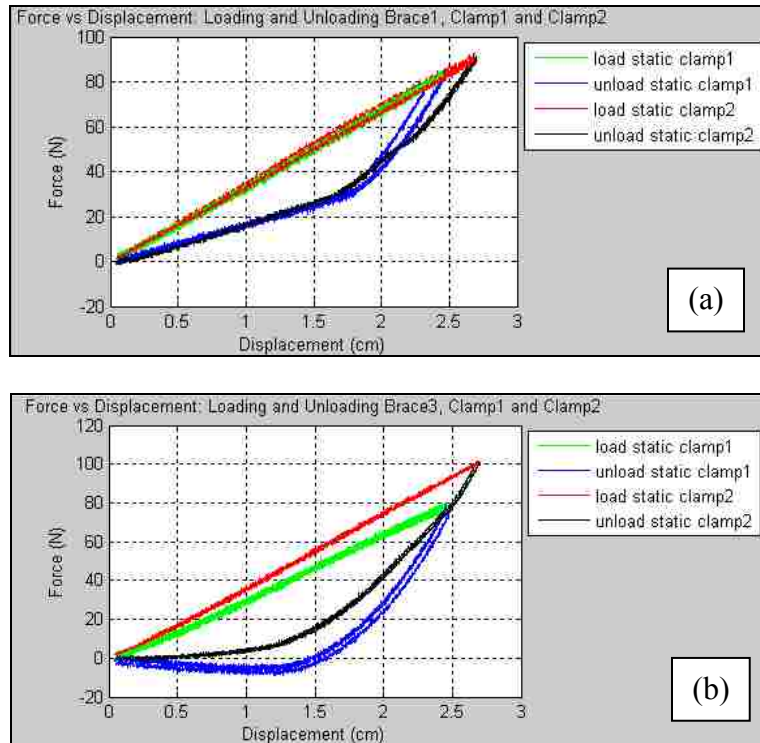 Force vs Displacement: Loading and Unloading Brace1, Clamp1 and Clamp2
100
80
60
40
20
0
-20
0
0.5
1
1.5
2
2.5
3
Force (N)
Displacement (cm)
load static clamp1
unload static clamp1
load static clamp2
unload static clamp2
(a)
Force vs Displacement: Loading and Unloading Brace3, Clamp1 and Clamp2
120
100
80
60
40
20
0
-20
0
0.5
1
1.5
2
2.5
3
Force (N)
Displacement (cm)
load static clamp1
unload static clamp1
load static clamp2
unload static clamp2
(b)